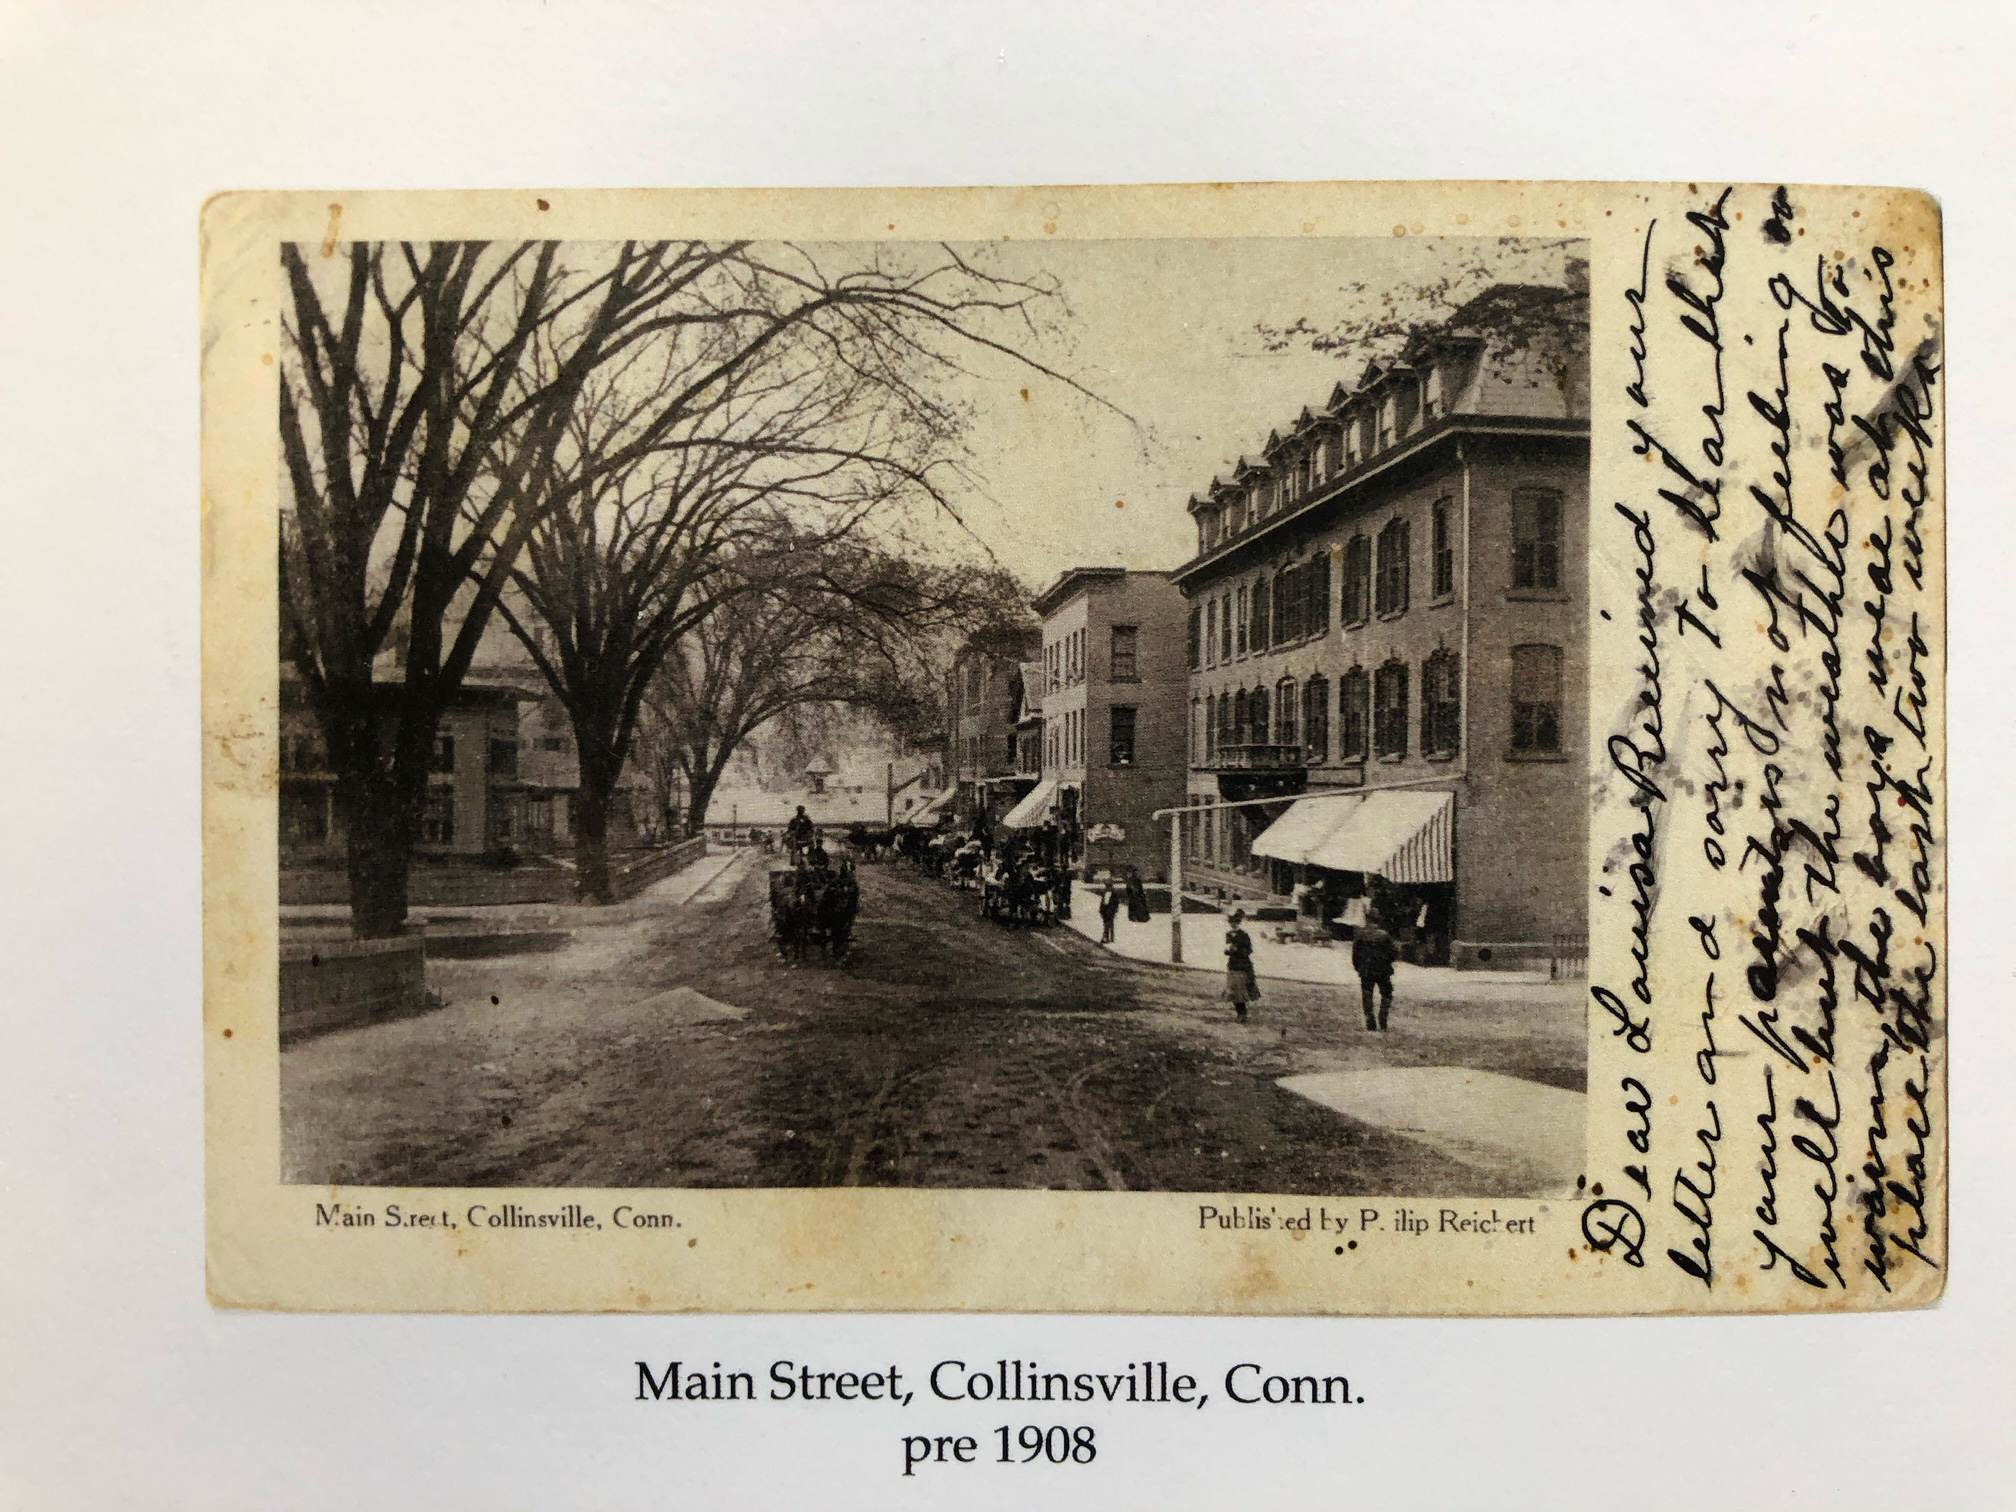 Main Street, Collinsville, Conn.
Published by Philip Reichert
Dear Louisa Received your
letter and sorry to hear that
your parents is not feeling so
well but the weather was to
warm the boys were at this
place the last two weeks
Main Street, Collinsville, Conn.
pre 1908